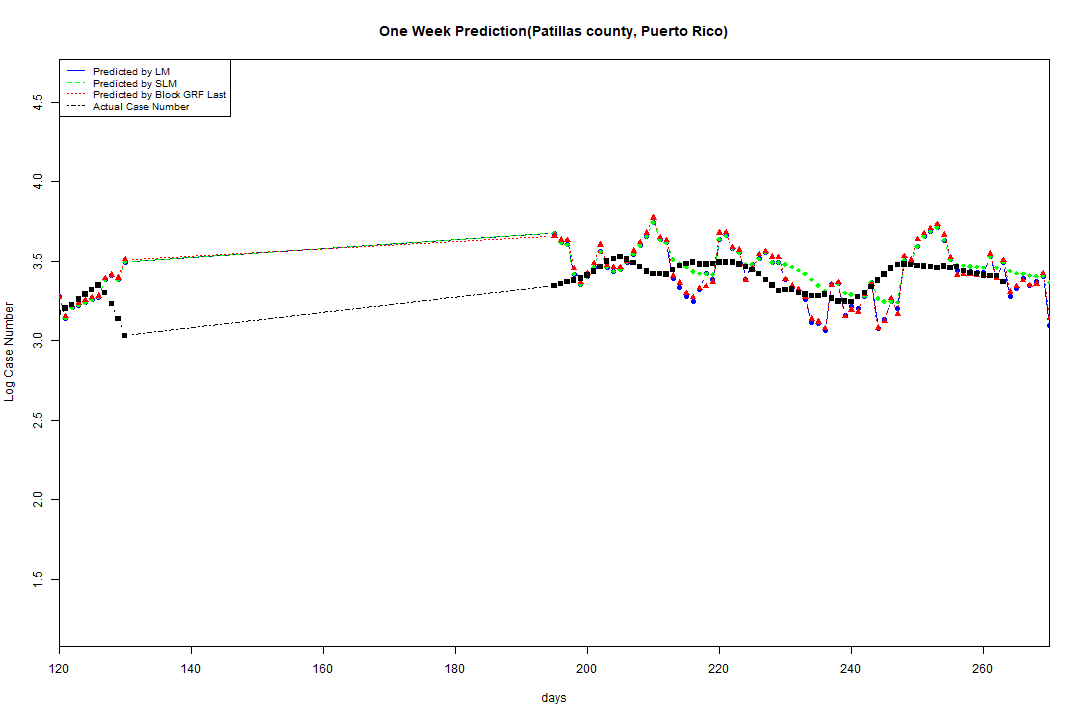 One Week Prediction(Patillas county, Puerto Rico)
Predicted by LM
Predicted by SLM
Predicted by Block GRF Last
Actual Case Number
4.5
4.0
3.5
3.0
2.5
2.0
1.5
Log Case Number
120 140 160 180 200 220 240 260
days